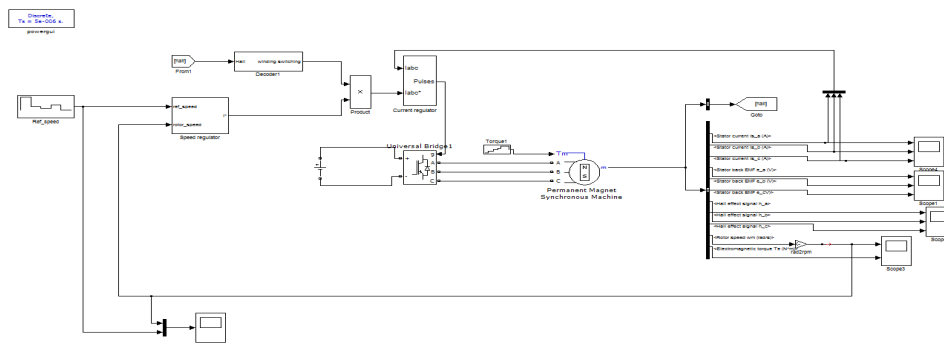 Discrete,
Ts = 5e-006 s.
powergui
[hall]
From1
Hall
winding-switching
Decoder1
Iabc
Pulses
Iabc*
Current regulator
×
Product
Ref_speed
ref_speed
rotor_speed
P
Speed regulator
[hall]
Goto
Universal Bridge1
g
+
A
B
-
C
Torque1
Tm
A
B
C
N
S
m
Permanent Magnet
Synchronous Machine
<Stator current is_a (A)>
<Stator current is_b (A)>
<Stator current is_c (A)>
<Stator back EMF e_a (V)>
<Stator back EMF e_b (V)>
<Stator back EMF e_c(V)>
<Hall effect signal h_a>
<Hall effect signal h_b>
<Hall effect signal h_c>
<Rotor speed wm (rad/s)>
<Electromagnetic torque Te (N*
rad2rpm
Scope4
Scope1
Scop
Scope3